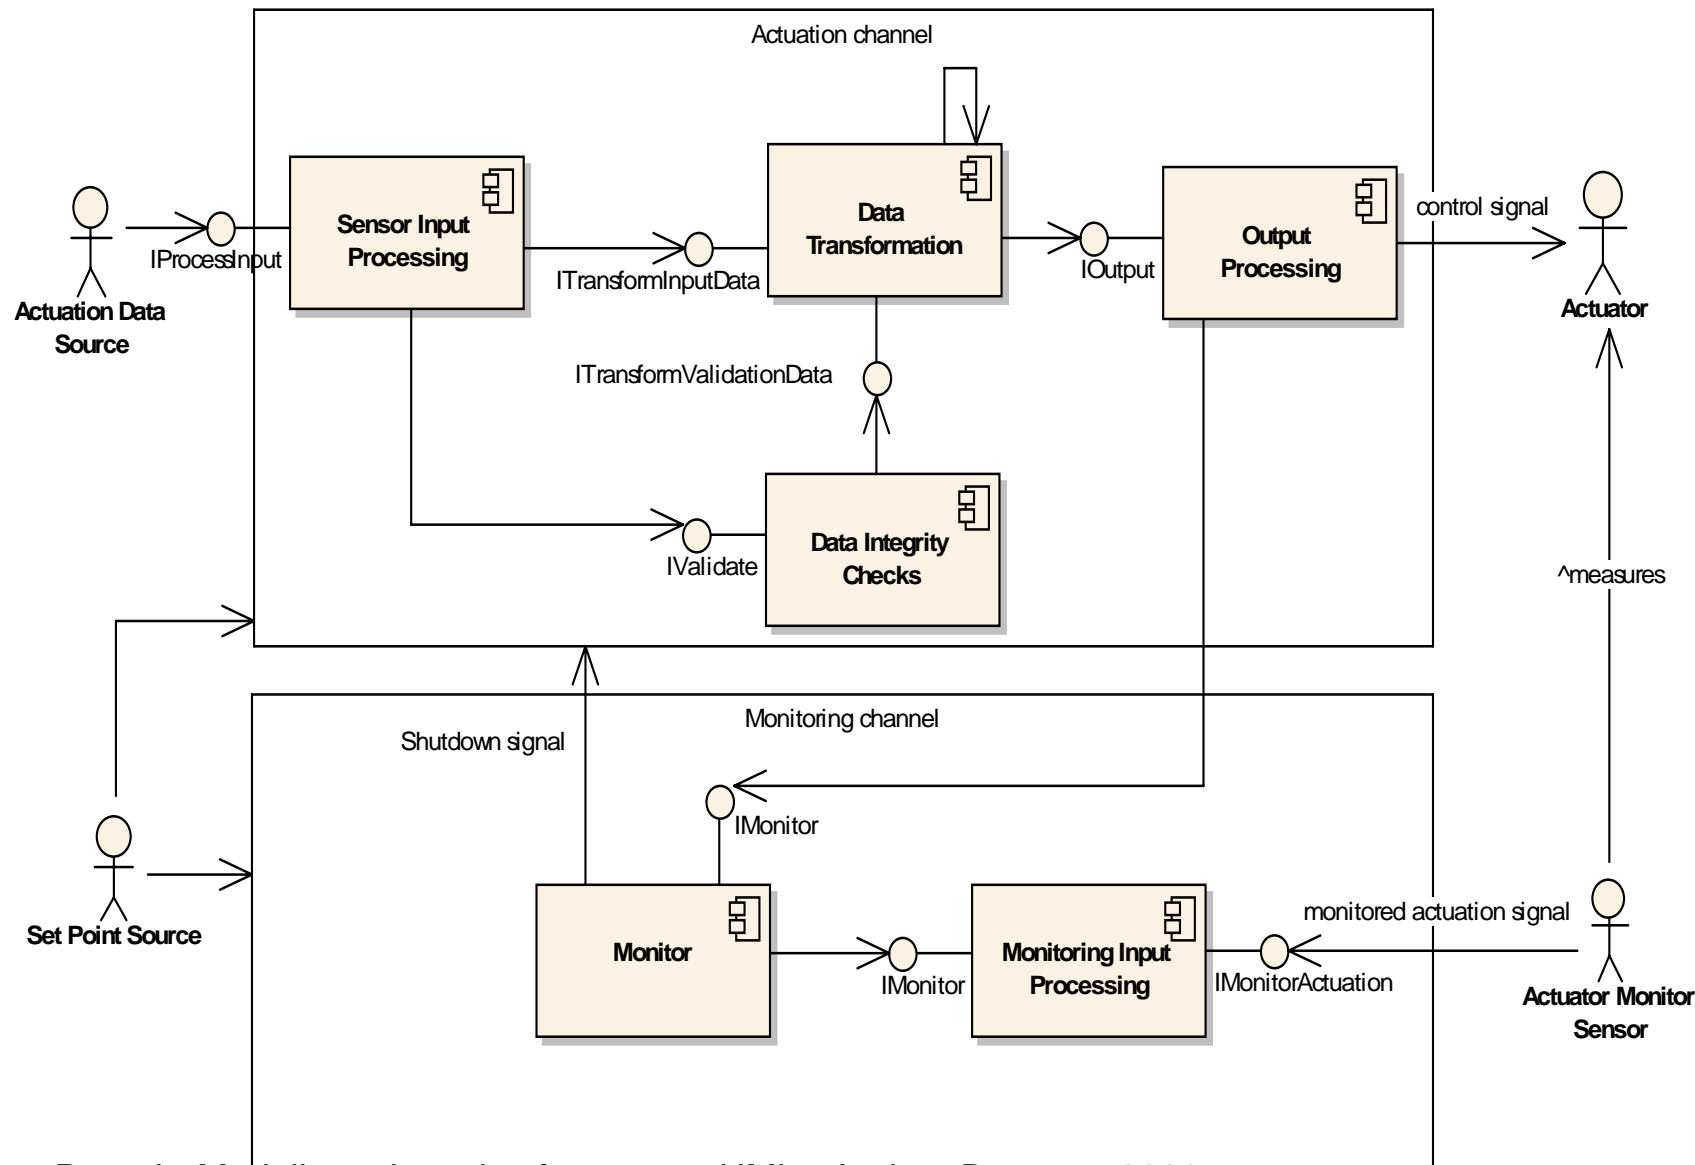 Actuation channel
Sensor Input
Processing
Data
Transformation
Output
Processing
control signal
IProcessInput
ITransformInputData
IOutput
Actuation Data
Source
Actuator
ITransformValidationData
IValidate
Data Integrity
Checks
^measures
Monitoring channel
Shutdown signal
IMonitor
Set Point Source
Monitor
IMonitor
Monitoring Input
Processing
monitored actuation signal
IMonitorActuation
Actuator Monitor
Sensor